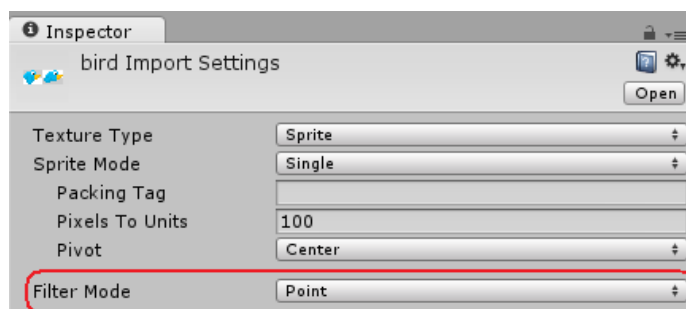 Inspector
bird Import Settings
Open
Texture Type Sprite
Sprite Mode Single
Packing Tag
Pixels To Units 100
Pivot Center
Filter Mode Point